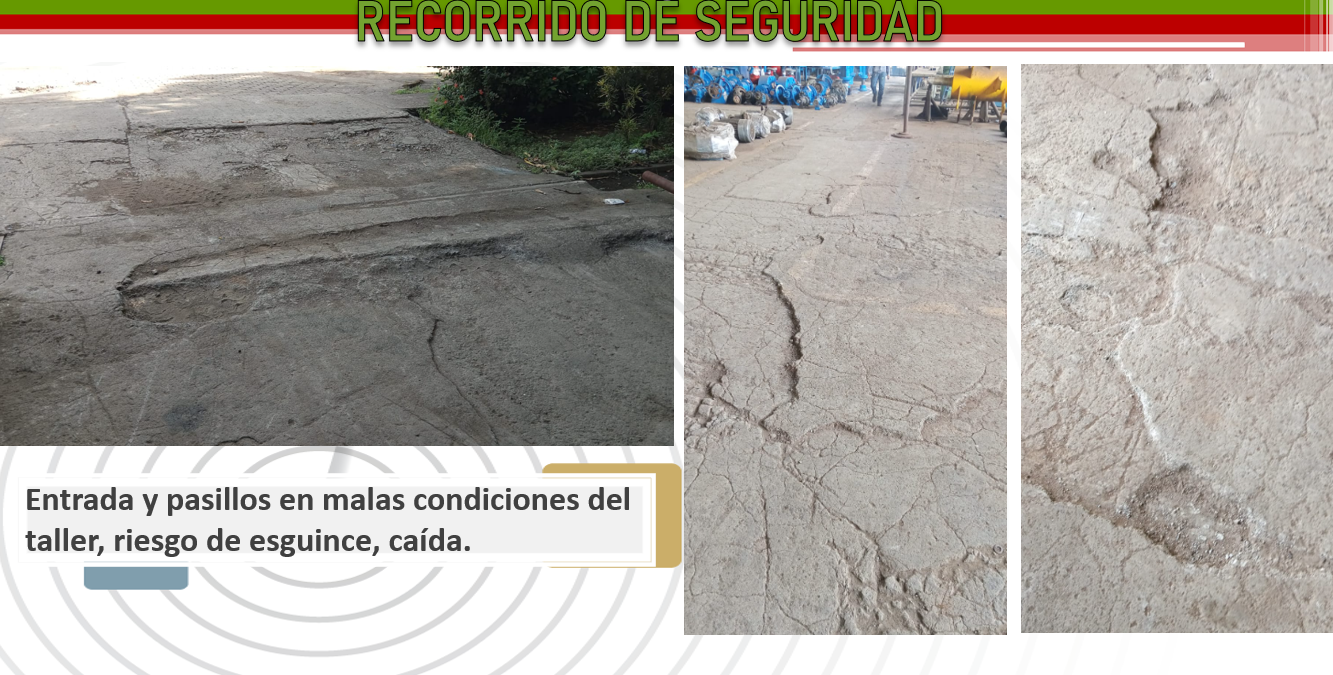 RECORRIDO DE SEGURIDAD
Entrada y pasillos en malas condiciones del
taller, riesgo de esguince, caída.